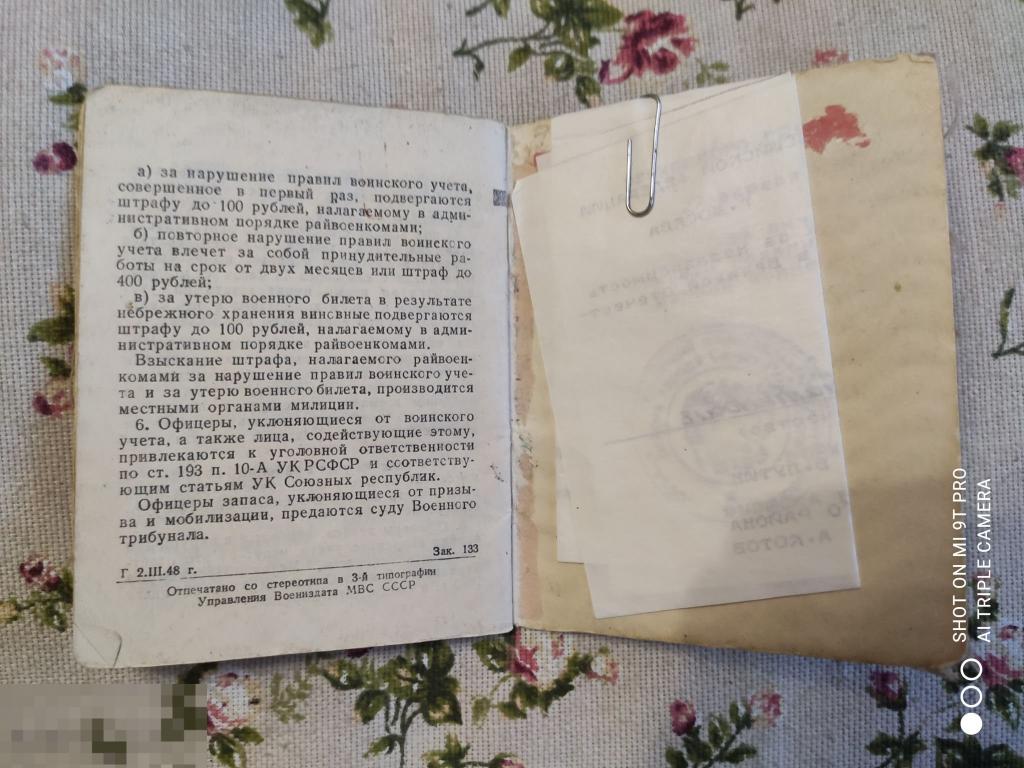 а) за нарушение правил воинского учета,
совершенное в первый раз, подвергаются
штрафу до 100 рублей, налагаемому в адми-
нистративном порядке райвоенкомами;
б) повторное нарушение правил воинского
учета влечет за собой принудительные ра-
боты на срок от двух месяцев или штраф до
400 рублей;
в) за утерю военного билета в результате
небрежного хранения виновные подвергаются
штрафу до 100 рублей, налагаемому в адми-
нистративном порядке райвоенкомами.
Взыскание штрафа, налагаемого райвоен-
комами за нарушение правил воинского уче-
та и за утерю военного билета, производится
местными органами милиции.
6. Офицеры, уклоняющиеся от воинского
учета, а также лица, содействующие этому,
привлекаются к уголовной ответственности
по ст. 193 п. 10-А УК РСФСР и соответству-
ющим статьям УК Союзных республик.
Офицеры запаса, уклоняющиеся от призы-
ва и мобилизации, предаются суду Военного
трибунала.
Зак. 133
Г 2.III.48 г.
Отпечатано со стереотипа в 3-й типографии
Управления Воениздата МВС СССР
МОСКВА
В. ПУТИН
РАЙОНА
А. КОТОВ
SHOT ON MI 9T PRO
AI TRIPLE CAMERA